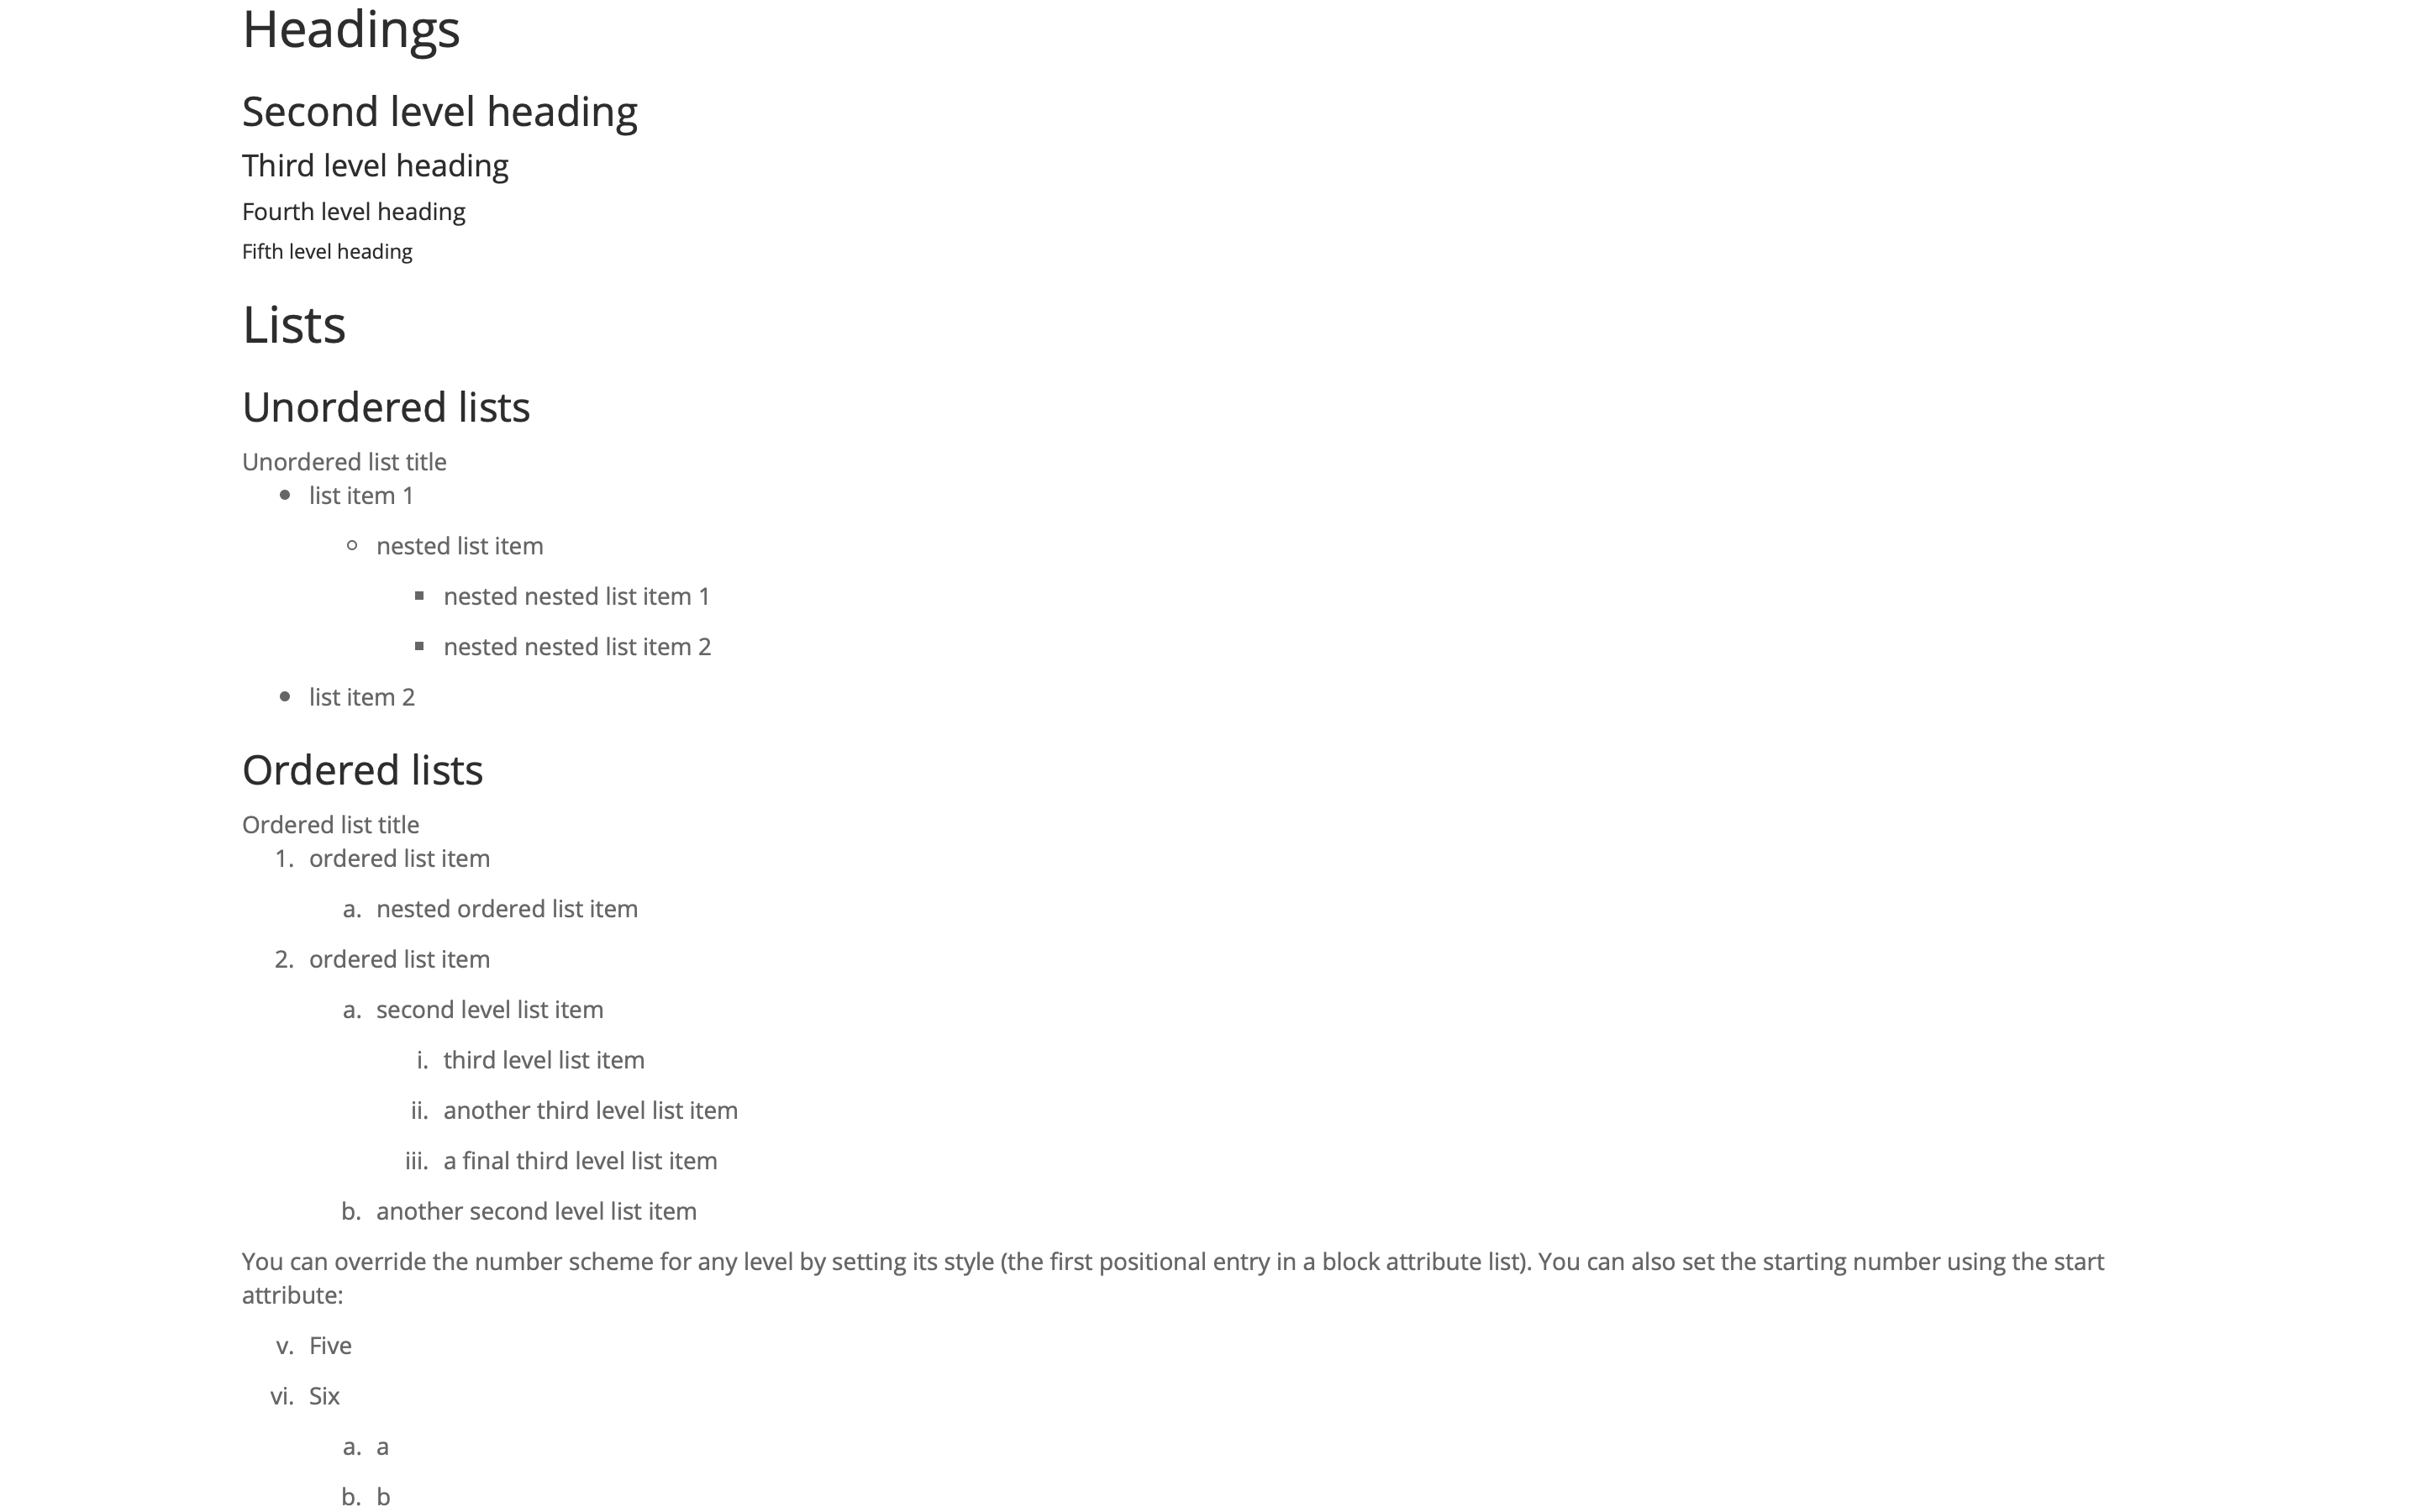 Headings
Second level heading
Third level heading
Fourth level heading
Fifth level heading
Lists
Unordered lists
Unordered list title
• list item 1
◦ nested list item
▪ nested nested list item 1
▪ nested nested list item 2
• list item 2
Ordered lists
Ordered list title
1. ordered list item
a. nested ordered list item
2. ordered list item
a. second level list item
i. third level list item
ii. another third level list item
iii. a final third level list item
b. another second level list item
You can override the number scheme for any level by setting its style (the first positional entry in a block attribute list). You can also set the starting number using the start
attribute:
v. Five
vi. Six
a. a
b. b